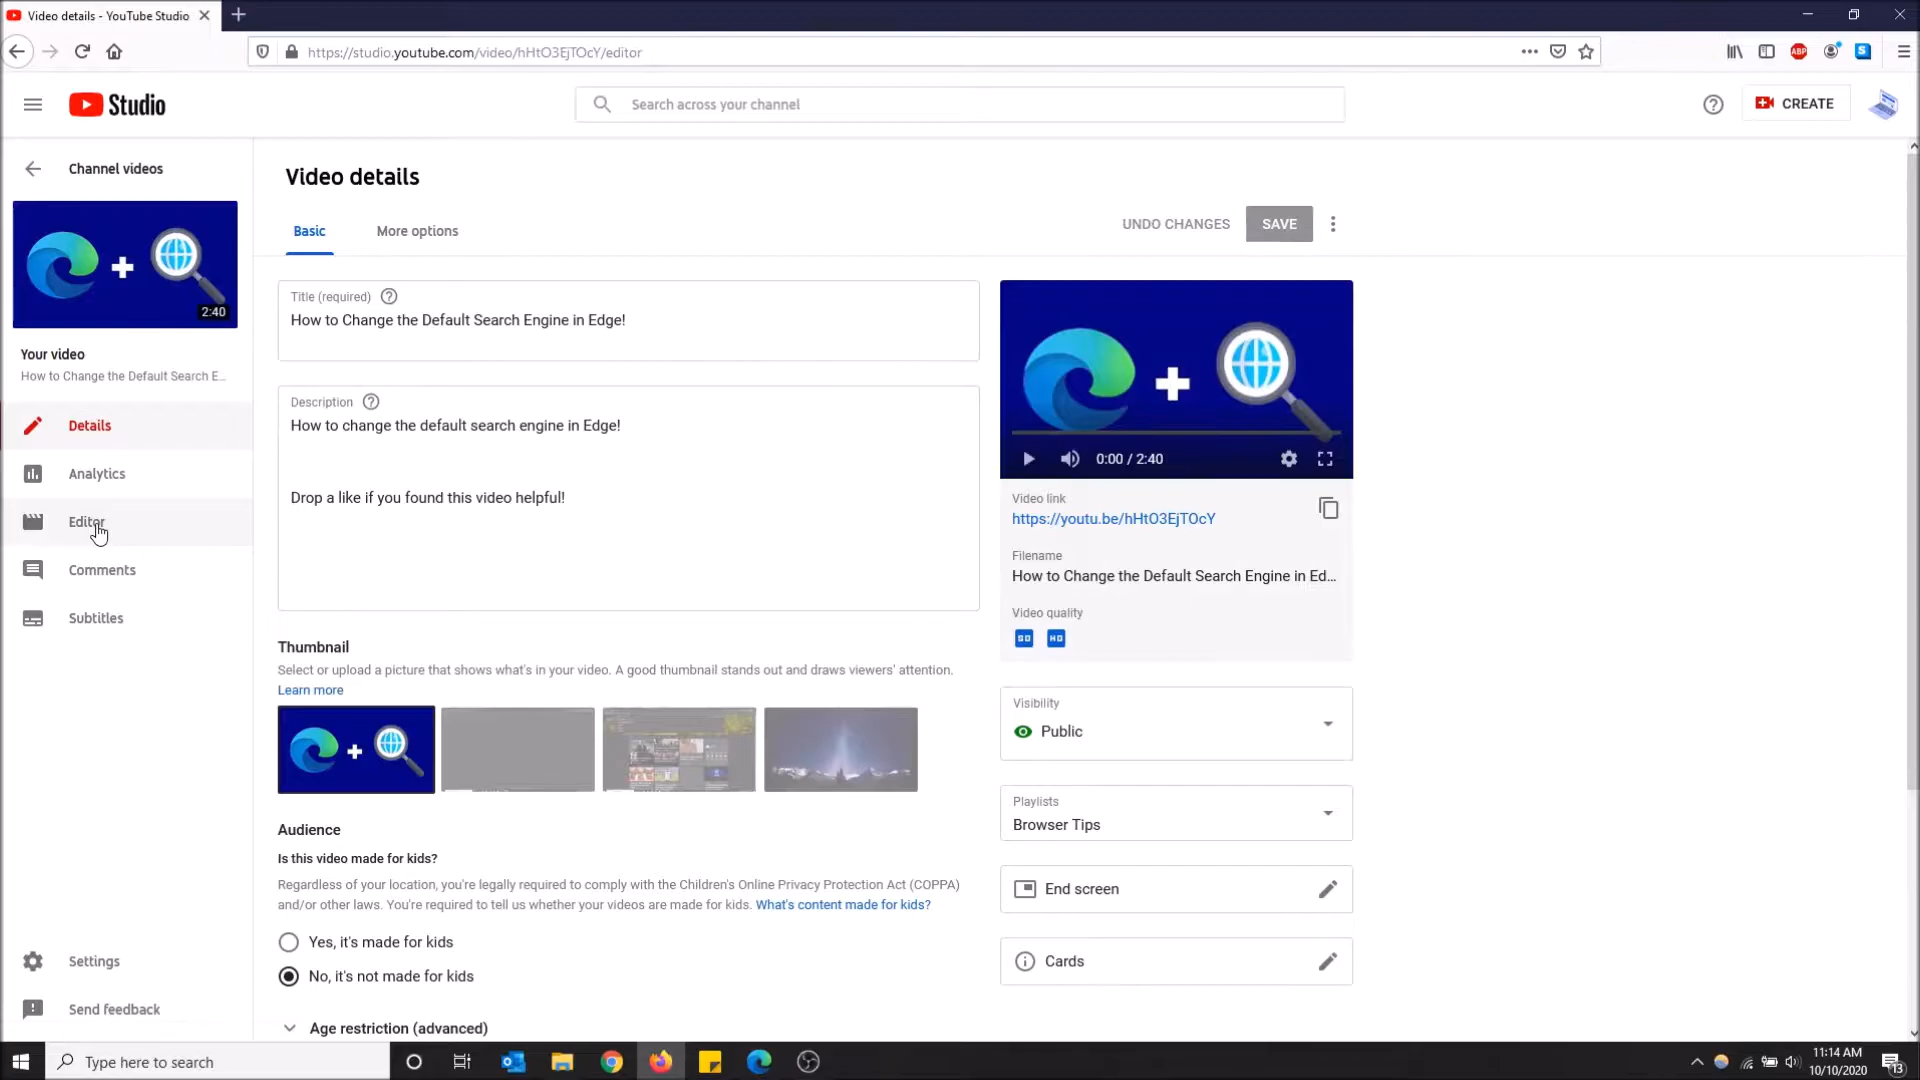 Video details - YouTube Studio
https://studio.youtube.com/video/hHtO3EjTOcY/editor
ABP
S
Studio
Search across your channel
CREATE
Channel videos
2:40
Your video
How to Change the Default Search E...
Details
Analytics
Editor
Comments
Subtitles
Settings
Send feedback
Video details
Basic
More options
UNDO CHANGES
SAVE
Title (required)
How to Change the Default Search Engine in Edge!
Description
How to change the default search engine in Edge!
Drop a like if you found this video helpful!
Thumbnail
Select or upload a picture that shows what's in your video. A good thumbnail stands out and draws viewers' attention.
Learn more
Audience
Is this video made for kids?
Regardless of your location, you're legally required to comply with the Children's Online Privacy Protection Act (COPPA)
and/or other laws. You're required to tell us whether your videos are made for kids. What's content made for kids?
Yes, it's made for kids
No, it's not made for kids
Age restriction (advanced)
0:00 / 2:40
Video link
https://youtu.be/hHtO3EjTOcY
Filename
How to Change the Default Search Engine in Ed...
Video quality
SD HD
Visibility
Public
Playlists
Browser Tips
End screen
Cards
Type here to search
11:14 AM
10/10/2020
13